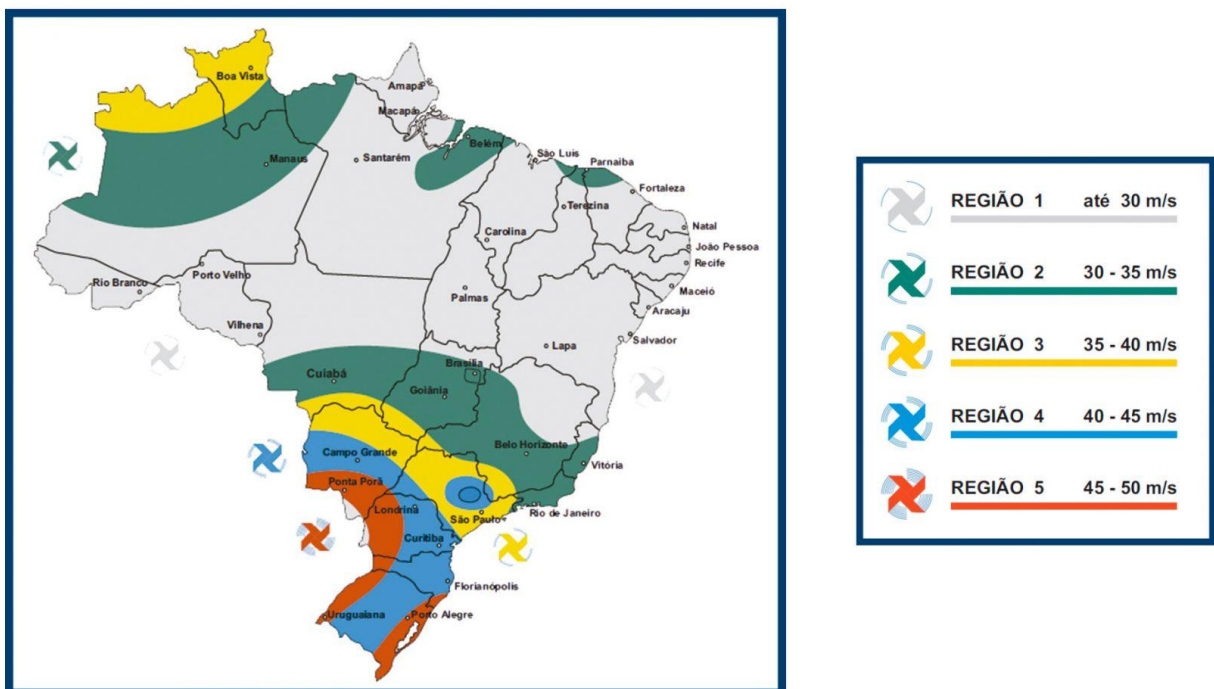 Boa Vista
Amapá
Macapá
Belém
Manaus
Santarém
São Luis
Parnaiba
Fortaleza
Terezina
Natal
Carolina
João Pessoa
Recife
Porto Velho
Rio Branco
Maceió
Palmas
Aracaju
Vilhena
Salvador
Lapa
Brasília
Cuiabá
Goiânia
Belo Horizonte
Campo Grande
Vitória
Ponta Porã
Londrina
São Paulo
Rio de Janeiro
Curitiba
Florianópolis
Uruguaiana
Porto Alegre
REGIÃO 1 até 30 m/s
REGIÃO 2 30 - 35 m/s
REGIÃO 3 35 - 40 m/s
REGIÃO 4 40 - 45 m/s
REGIÃO 5 45 - 50 m/s